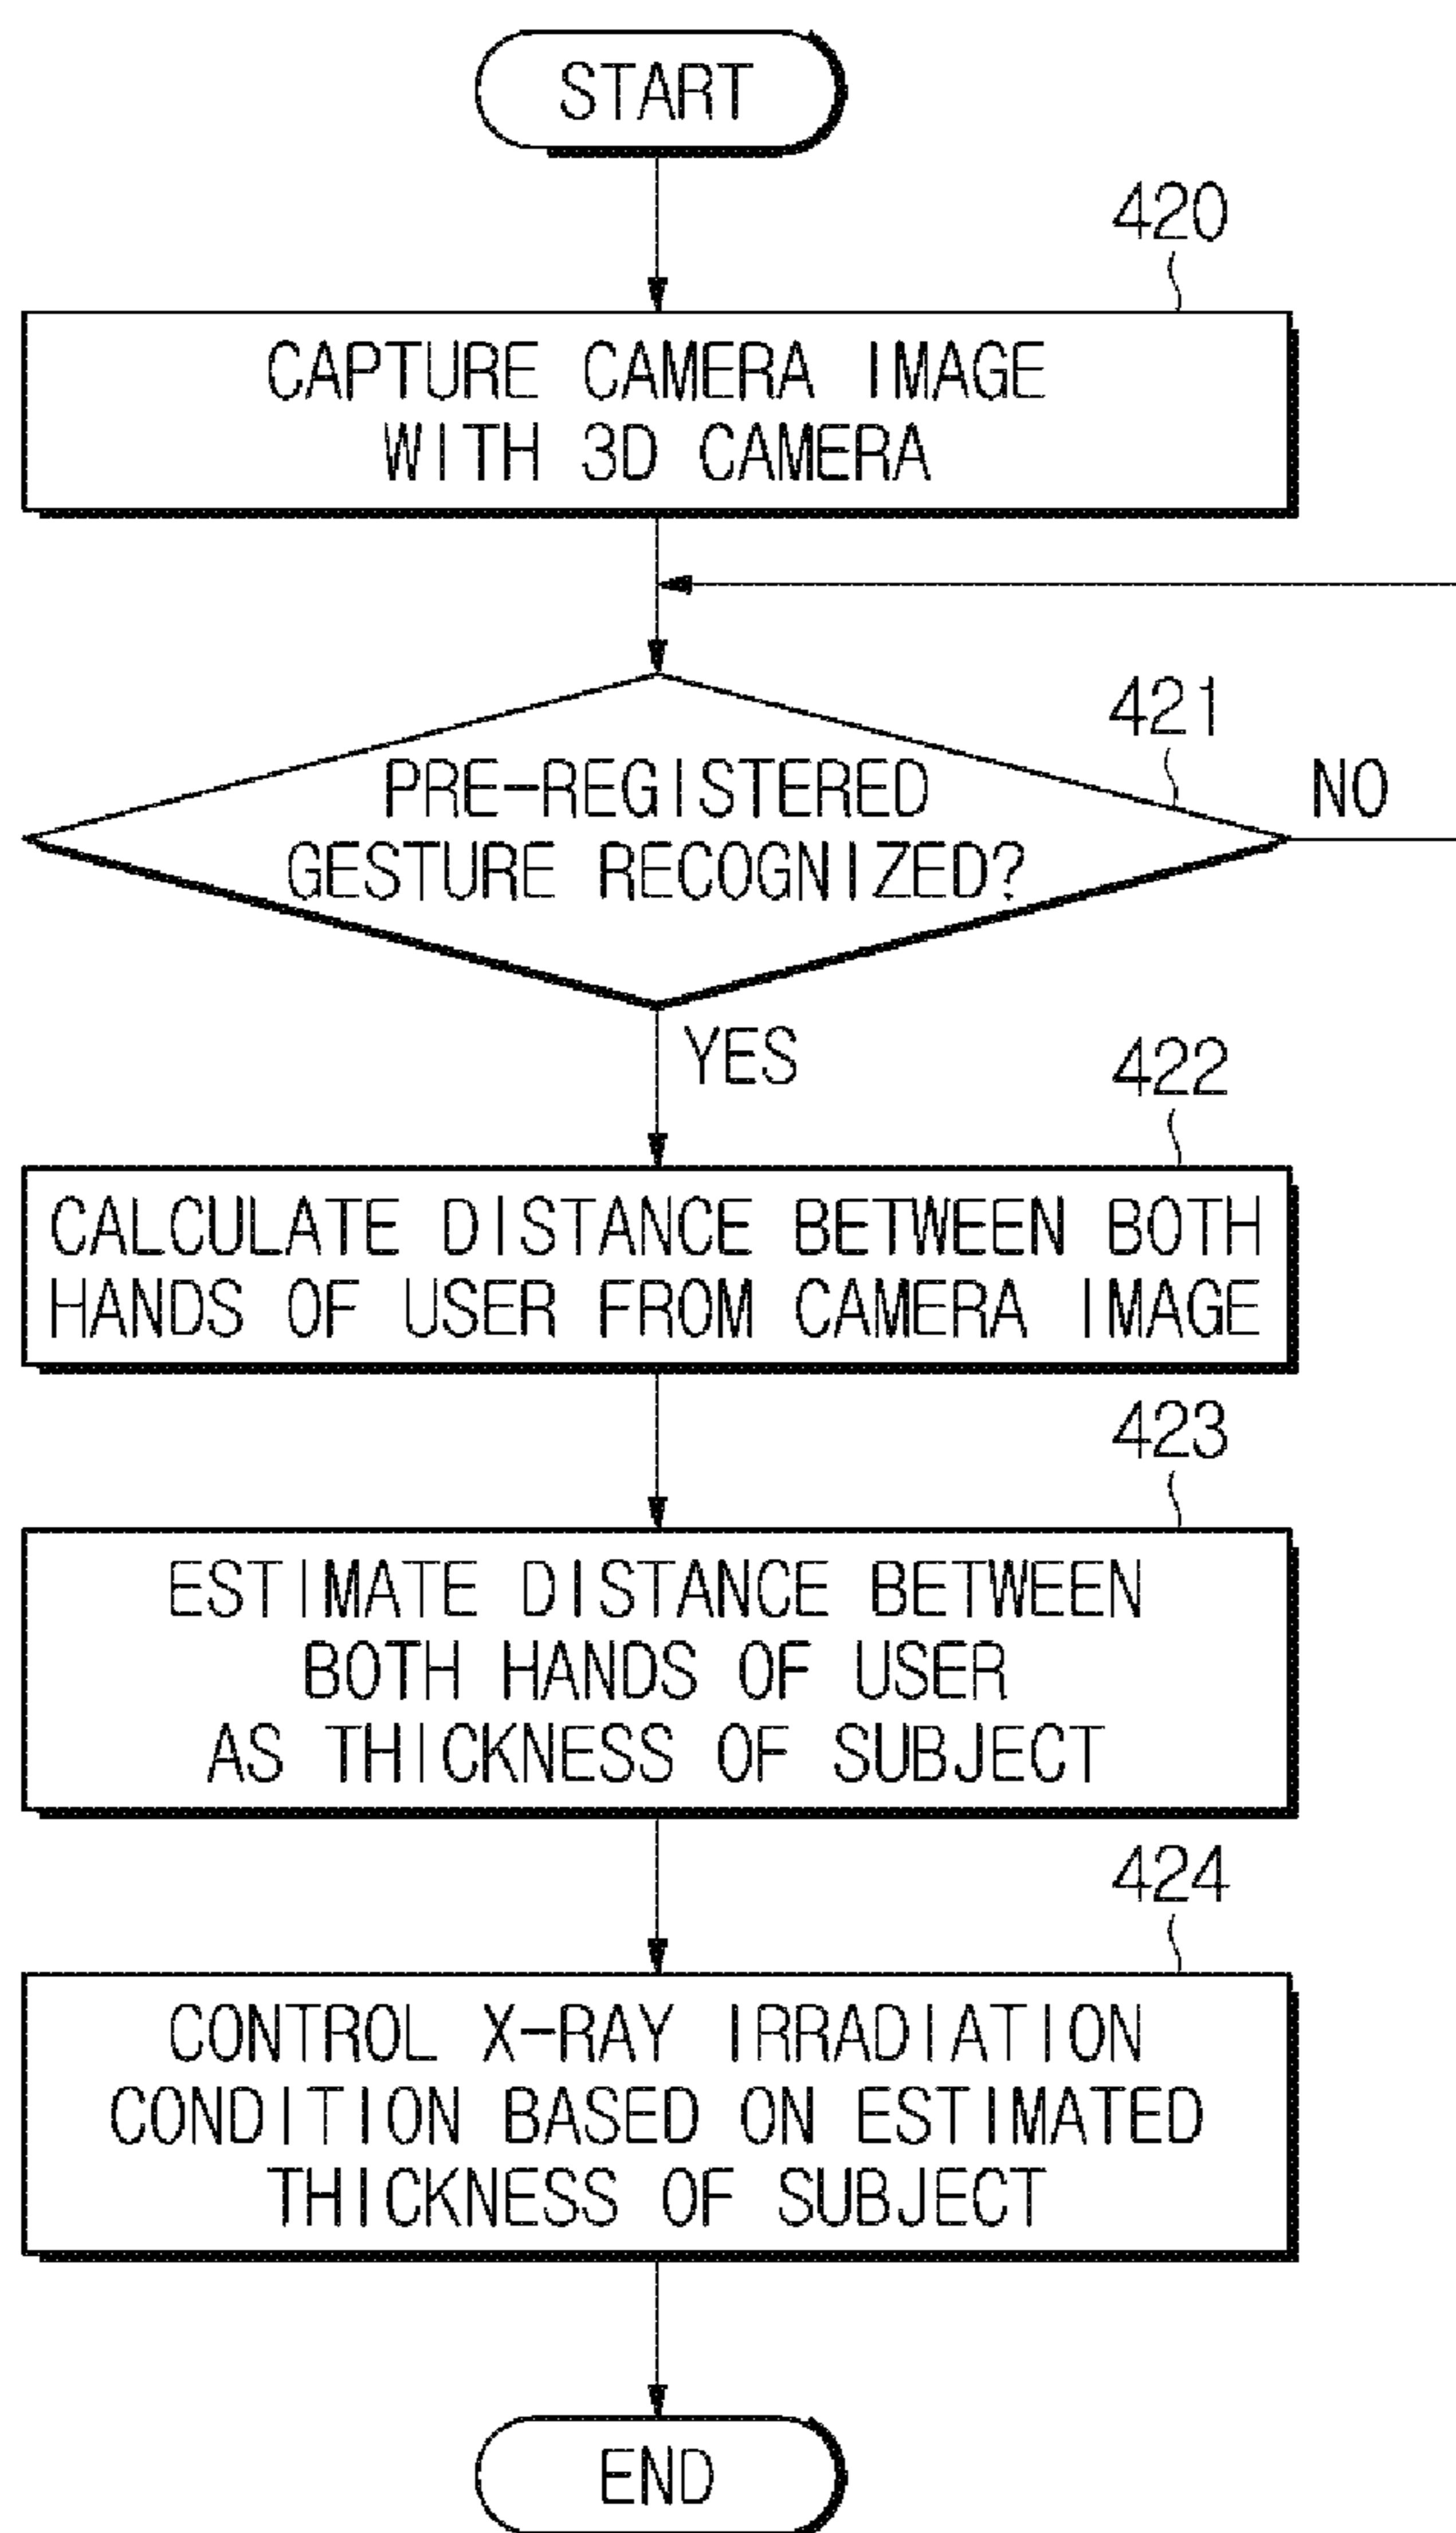 START
420
CAPTURE CAMERA IMAGE
WITH 3D CAMERA
421
PRE-REGISTERED
GESTURE RECOGNIZED?
NO
YES
422
CALCULATE DISTANCE BETWEEN BOTH
HANDS OF USER FROM CAMERA IMAGE
423
ESTIMATE DISTANCE BETWEEN
BOTH HANDS OF USER
AS THICKNESS OF SUBJECT
424
CONTROL X-RAY IRRADIATION
CONDITION BASED ON ESTIMATED
THICKNESS OF SUBJECT
END